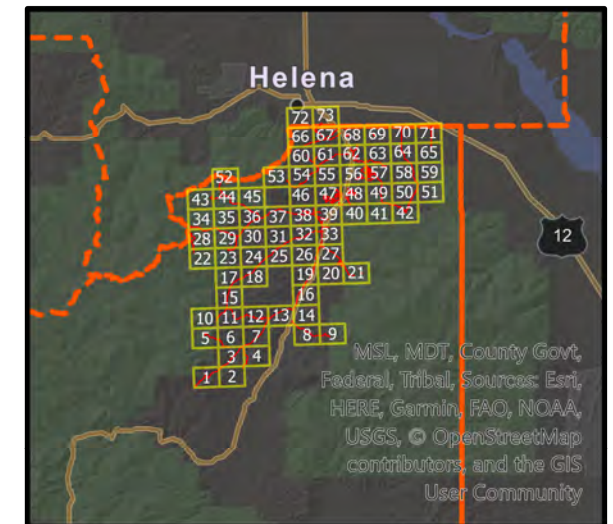 Helena
72 73
66 67 68 69 70 71
60 61 62 63 64 65
52 53 54 55 56 57 58 59
43 44 45 46 47 48 49 50 51
34 35 36 37 38 39 40 41 42
28 29 30 31 32 33
22 23 24 25 26 27
17 18 19 20 21
15 16
10 11 12 13 14
5 6 7 8 9
3 4
1 2
12
MSL, MDT, County Govt,
Federal, Tribal, Sources: Esri,
HERE, Garmin, FAO, NOAA,
USGS, © OpenStreetMap
contributors, and the GIS
User Community